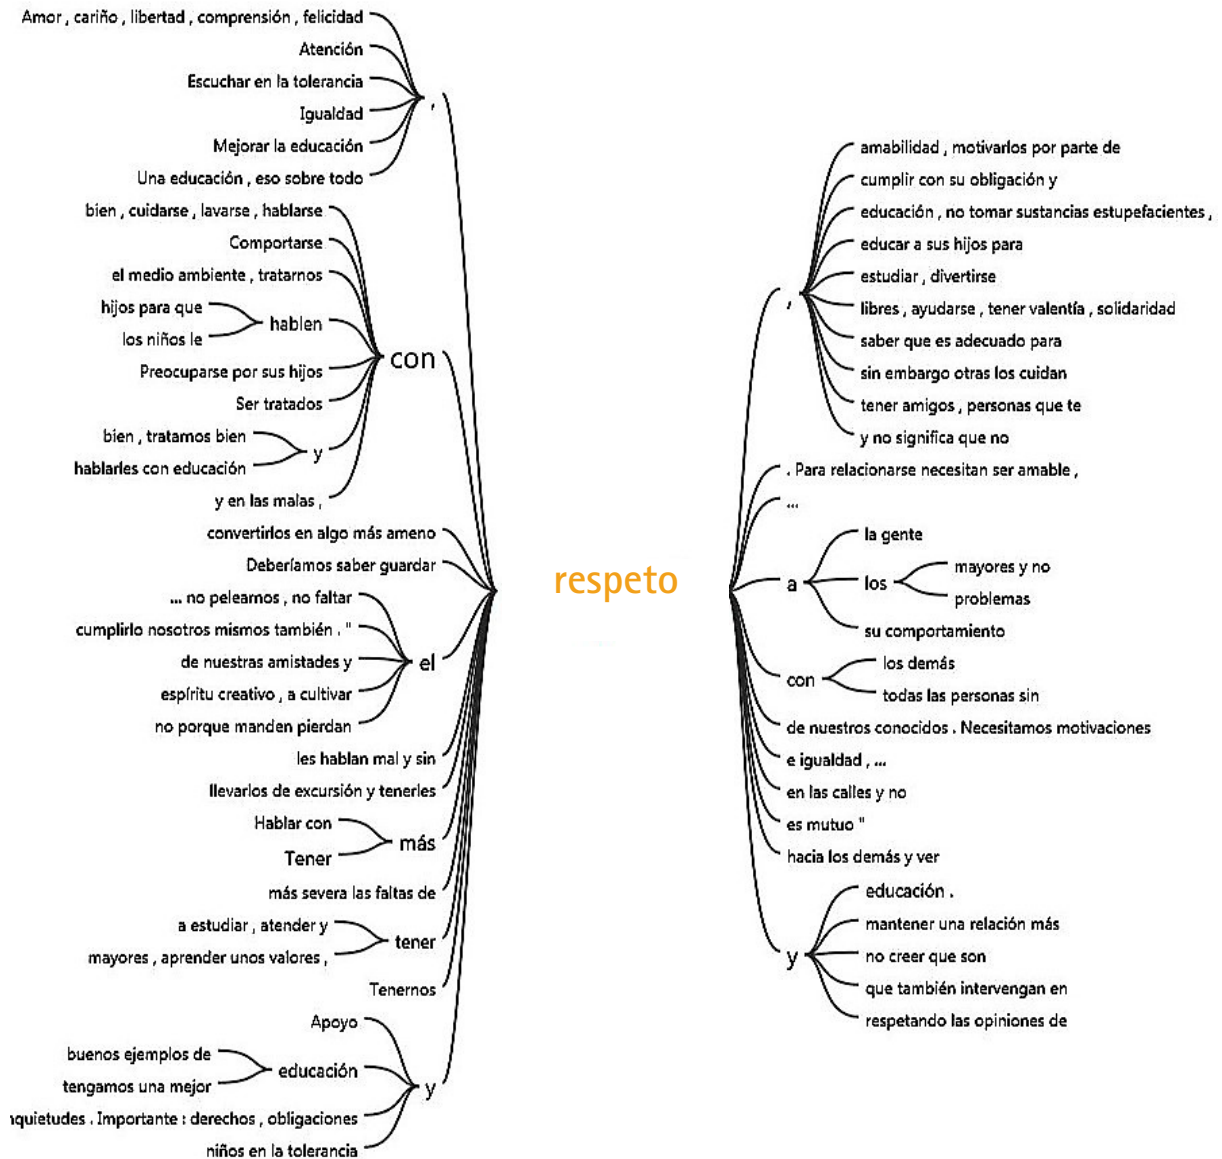 Amor , cariño , libertad , comprensión , felicidad
Atención
Escuchar en la tolerancia
Igualdad
Mejorar la educación
Una educación , eso sobre todo
,
bien , cuidarse , lavarse , hablarse
Comportarse
el medio ambiente , tratarnos
hijos para que
los niños le
hablen
Preocuparse por sus hijos
Ser tratados
bien , tratarnos bien
hablarles con educación
y
y en las malas ,
con
convertirlos en algo más ameno
Deberíamos saber guardar
... no pelearnos , no faltar
cumplirlo nosotros mismos también . "
de nuestras amistades y
espíritu creativo , a cultivar
no porque manden pierdan
el
les hablan mal y sin
llevarlos de excursión y tenerles
Hablar con
Tener
más
más severa las faltas de
a estudiar , atender y
mayores , aprender unos valores ,
tener
Tenernos
Apoyo
buenos ejemplos de
tengamos una mejor
educación
nquietudes . Importante : derechos , obligaciones
niños en la tolerancia
y
respeto
,
amabilidad , motivarlos por parte de
cumplir con su obligación y
educación , no tomar sustancias estupefacientes ,
educar a sus hijos para
estudiar , divertirse
libres , ayudarse , tener valentía , solidaridad
saber que es adecuado para
sin embargo otras los cuidan
tener amigos , personas que te
y no significa que no
. Para relacionarse necesitan ser amable ,
...
a
la gente
los
mayores y no
problemas
su comportamiento
con
los demás
todas las personas sin
de nuestros conocidos . Necesitamos motivaciones
e igualdad , ...
en las calles y no
es mutuo "
hacia los demás y ver
y
educación .
mantener una relación más
no creer que son
que también intervengan en
respetando las opiniones de